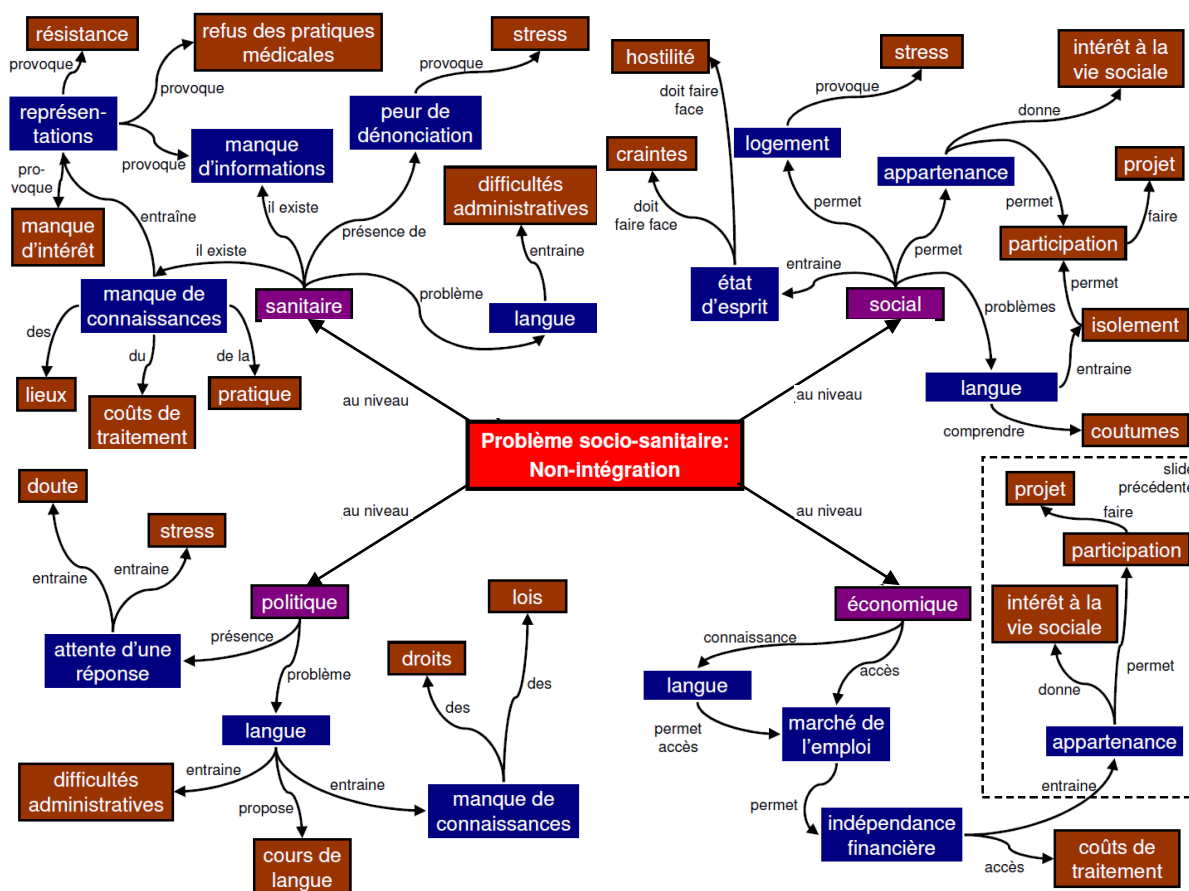 résistance
provoque
refus des pratiques
médicales
provoque
représen-
tations
provoque
manque
d'informations
pro-
voque
manque
d'intérêt
entraîne
stress
provoque
peur de
dénonciation
il existe
présence de
difficultés
administratives
entraine
il existe
manque de
connaissances
sanitaire
problème
langue
des
du
de la
lieux
coûts de
traitement
pratique
au niveau
hostilité
doit faire
face
craintes
doit
faire face
stress
provoque
logement
permet
intérêt à la
vie sociale
donne
appartenance
permet
projet
faire
participation
permet
entraine
permet
état
d'esprit
social
problèmes
isolement
langue
entraine
comprendre
coutumes
au niveau
Problème socio-sanitaire:
Non-intégration
au niveau
au niveau
doute
stress
entraine
entraine
politique
attente d'une
réponse
présence
problème
langue
lois
droits
des
des
difficultés
administratives
entraine
propose
entraine
manque de
connaissances
cours de
langue
économique
connaissance
accès
langue
permet
accès
marché de
l'emploi
permet
indépendance
financière
entraine
accès
coûts de
traitement
slide
précédente
projet
faire
participation
intérêt à la
vie sociale
permet
donne
appartenance